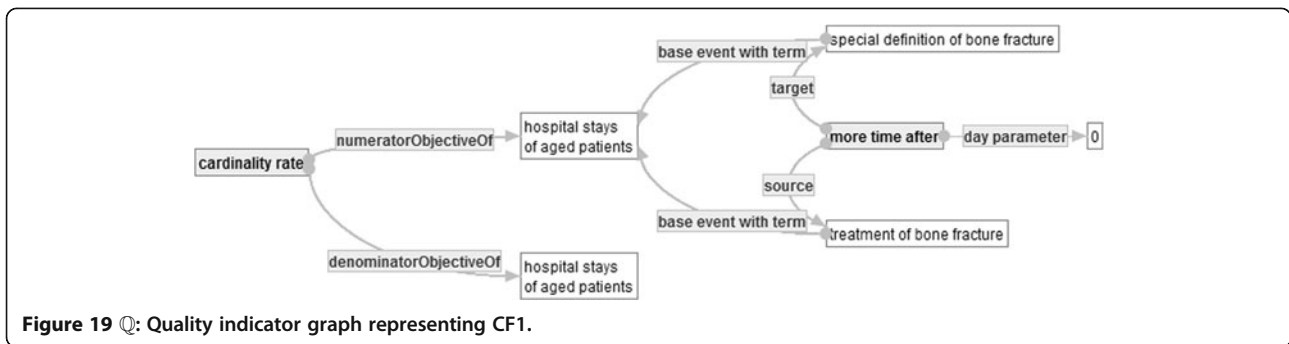 special definition of bone fracture
base event with term
target
numeratorObjectiveOf
hospital stays
of aged patients
more time after
day parameter
0
cardinality rate
source
base event with term
treatment of bone fracture
denominatorObjectiveOf
hospital stays
of aged patients
Figure 19 ℚ: Quality indicator graph representing CF1.